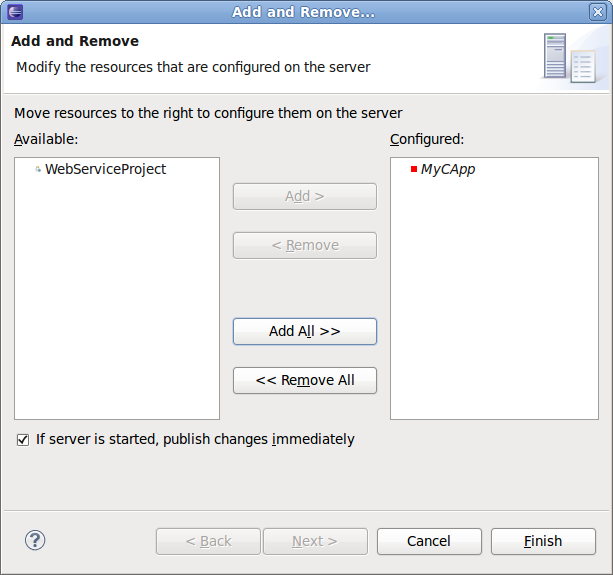 Add and Remove...
Add and Remove
Modify the resources that are configured on the server
Move resources to the right to configure them on the server
Available:
Configured:
WebServiceProject
MyCApp
Add >
< Remove
Add All >>
<< Remove All
If server is started, publish changes immediately
?
< Back
Next >
Cancel
Finish